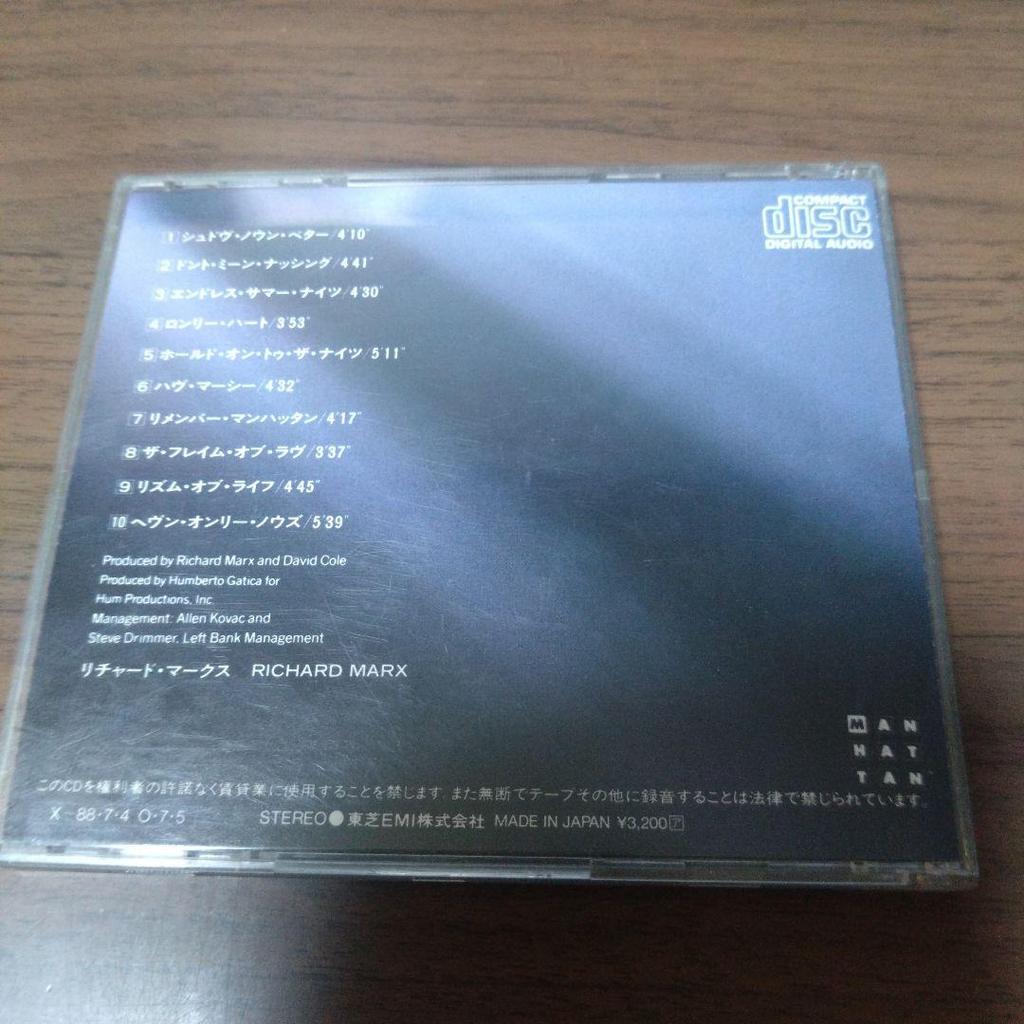 COMPACT
disc
DIGITAL AUDIO
1 シュドヴ・ノウン・ベター/4'10"
2 ドント・ミーン・ナッシング/4'41"
3 エンドレス・サマー・ナイツ/4'30"
4 ロンリー・ハート/3'53"
5 ホールド・オン・トゥ・ザ・ナイツ/5'11"
6 ハヴ・マーシー/4'32"
7 リメンバー・マンハッタン/4'17"
8 ザ・フレイム・オブ・ラヴ/3'37"
9 リズム・オブ・ライフ/4'45"
10 ヘヴン・オンリー・ノウズ/5'39"
Produced by Richard Marx and David Cole
Produced by Humberto Gatica for
Hum Productions, Inc.
Management: Allen Kovac and
Steve Drimmer, Left Bank Management
リチャード・マークス RICHARD MARX
MAN
HAT
TAN
このCDを権利者の許諾なく賃貸業に使用することを禁じます。また無断でテープその他に録音することは法律で禁じられています。
X 88・7・4 O・7・5 STEREO●東芝EMI株式会社 MADE IN JAPAN ¥3,200ア